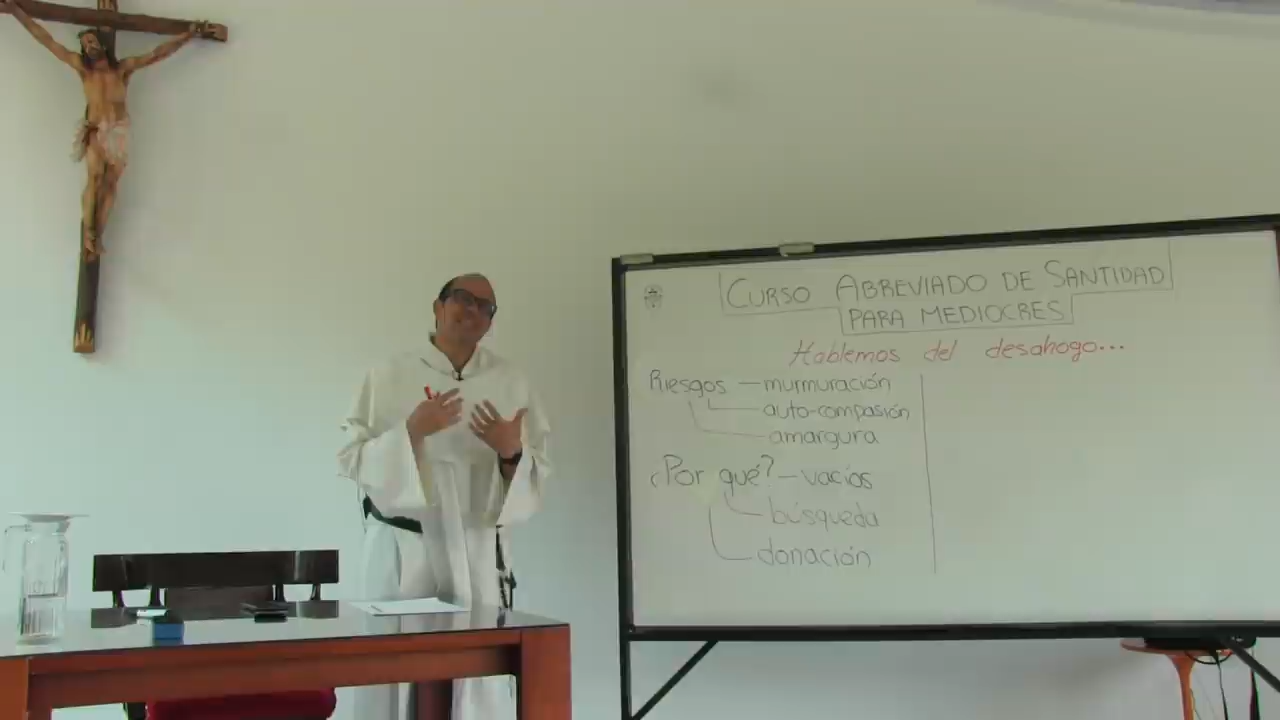 CURSO ABREVIADO DE SANTIDAD
PARA MEDIOCRES
Hablemos del desahogo...
Riesgos — murmuración
auto-compasión
amargura
¿Por qué? — vacíos
búsqueda
donación